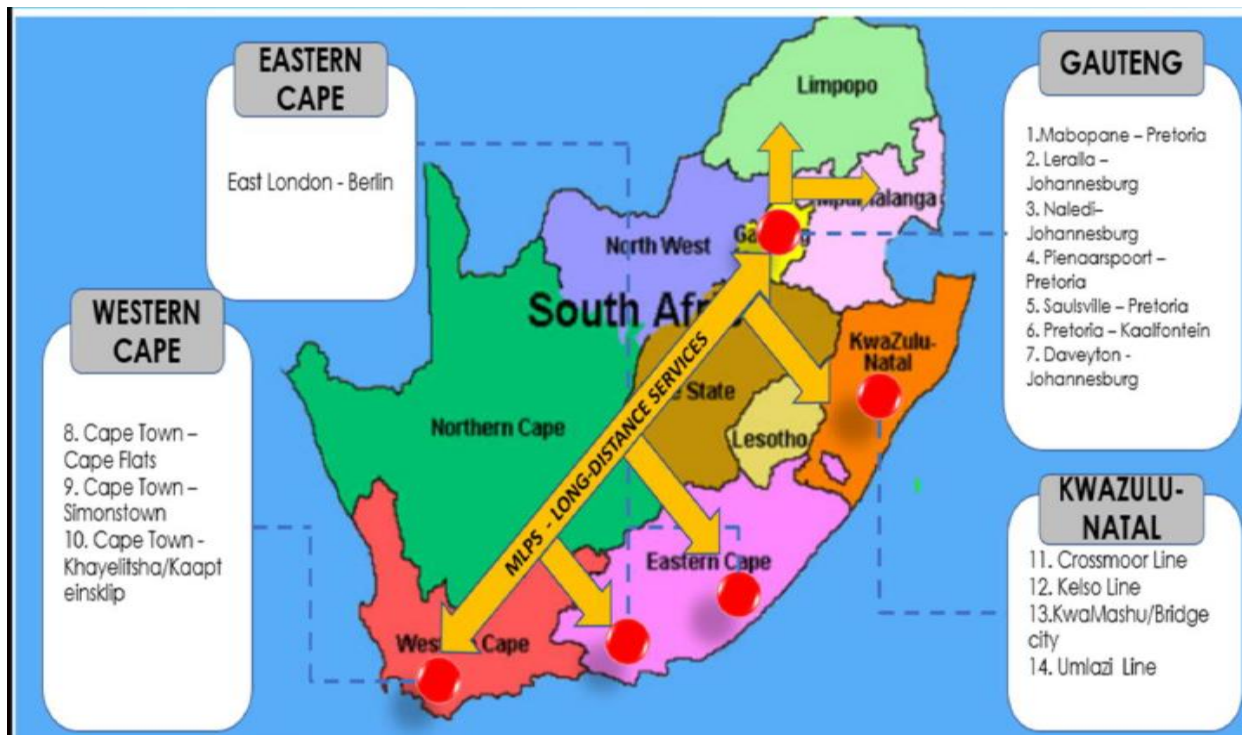 EASTERN
CAPE
East London - Berlin
WESTERN
CAPE
8. Cape Town –
Cape Flats
9. Cape Town –
Simonstown
10. Cape Town -
Khayelitsha/Kaapt
einsklip
GAUTENG
1.Mabopane – Pretoria
2. Leralla –
Johannesburg
3. Naledi–
Johannesburg
4. Pienaarspoort –
Pretoria
5. Saulsville – Pretoria
6. Pretoria – Kaalfontein
7. Daveyton -
Johannesburg
KWAZULU-
NATAL
11. Crossmoor Line
12. Kelso Line
13.KwaMashu/Bridge
city
14. Umlazi Line
Limpopo
North West
South
KwaZulu-
Natal
State
Lesotho
Northern Cape
Eastern Cape
Cape
MLPS - LONG-DISTANCE SERVICES